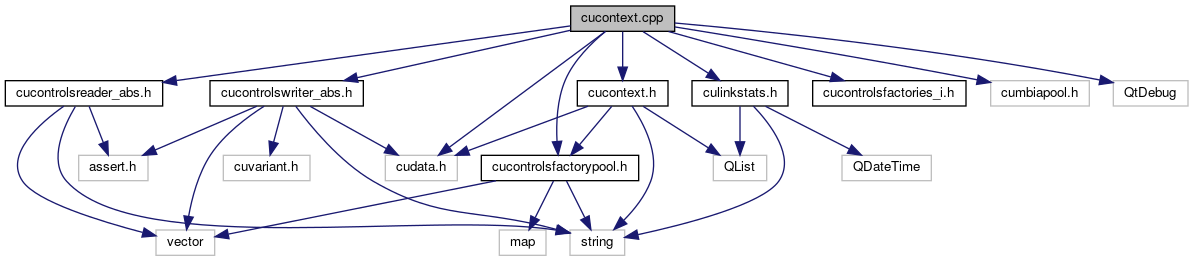 cucontext.cpp
cucontrolsreader_abs.h
cucontrolswriter_abs.h
cucontext.h
culinkstats.h
cucontrolsfactories_i.h
cumbiapool.h
QtDebug
assert.h
cuvariant.h
cudata.h
cucontrolsfactorypool.h
QList
QDateTime
vector
map
string